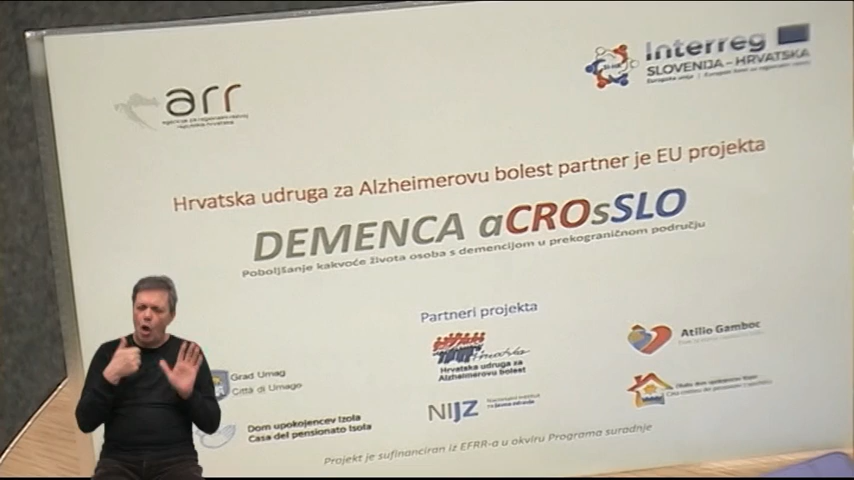 arr
Interreg
SLOVENIJA – HRVATSKA
Hrvatska udruga za Alzheimerovu bolest partner je EU projekta
DEMENCA aCROsSLO
Poboljšanje kakvoće života osoba s demencijom u prekograničnom području
Partneri projekta
Grad Umag
Città di Umago
Hrvatska udruga za
Alzheimerovu bolest
Atilio Gamboc
Dom upokojencev Izola
Casa del pensionato Isola
NIJZ
Projekt je sufinanciran iz EFRR-a u okviru Programa suradnje